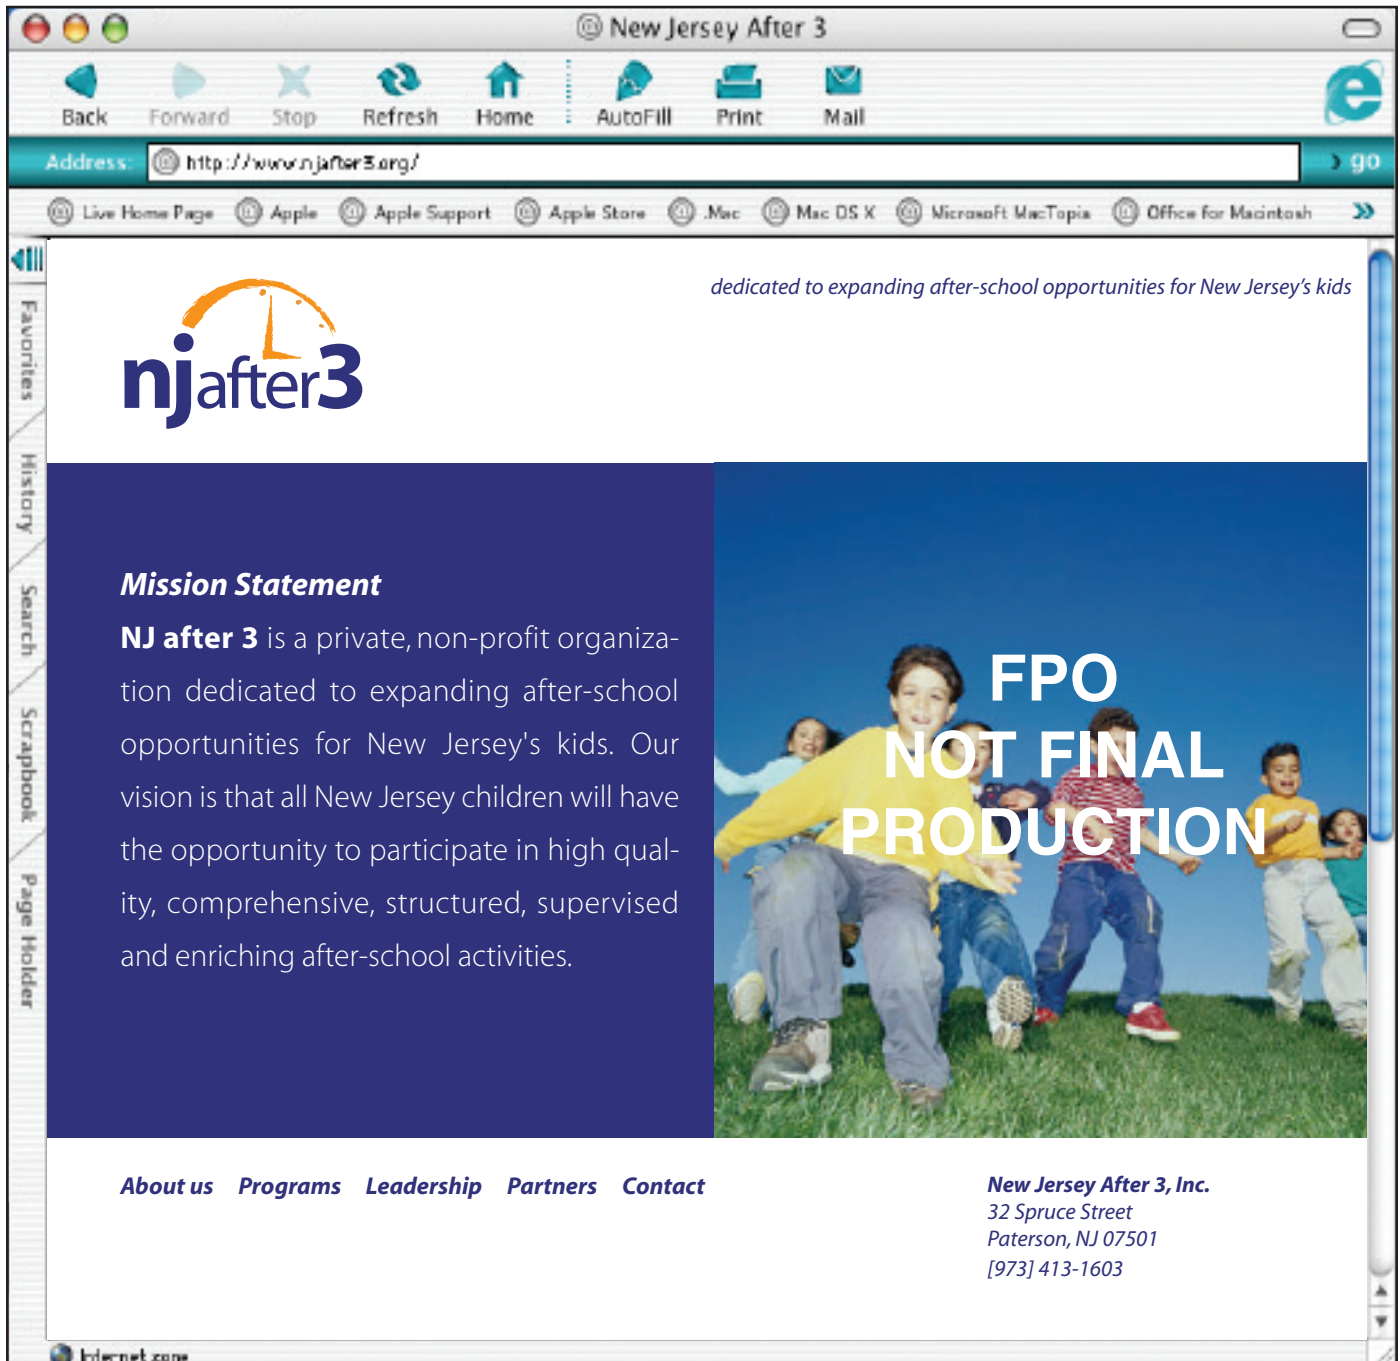 New Jersey After 3
Back Forward Stop Refresh Home AutoFill Print Mail
Address: http://www.njafter3.org/ go
Live Home Page Apple Apple Support Apple Store .Mac Mac OS X Microsoft MacTopia Office for Macintosh
Favorites
History
Search
Scrapbook
Page Holder
njafter3
dedicated to expanding after-school opportunities for New Jersey's kids
Mission Statement
NJ after 3 is a private, non-profit organiza-
tion dedicated to expanding after-school
opportunities for New Jersey's kids. Our
vision is that all New Jersey children will have
the opportunity to participate in high qual-
ity, comprehensive, structured, supervised
and enriching after-school activities.
FPO
NOT FINAL
PRODUCTION
About us Programs Leadership Partners Contact
New Jersey After 3, Inc.
32 Spruce Street
Paterson, NJ 07501
[973] 413-1603
Internet zone